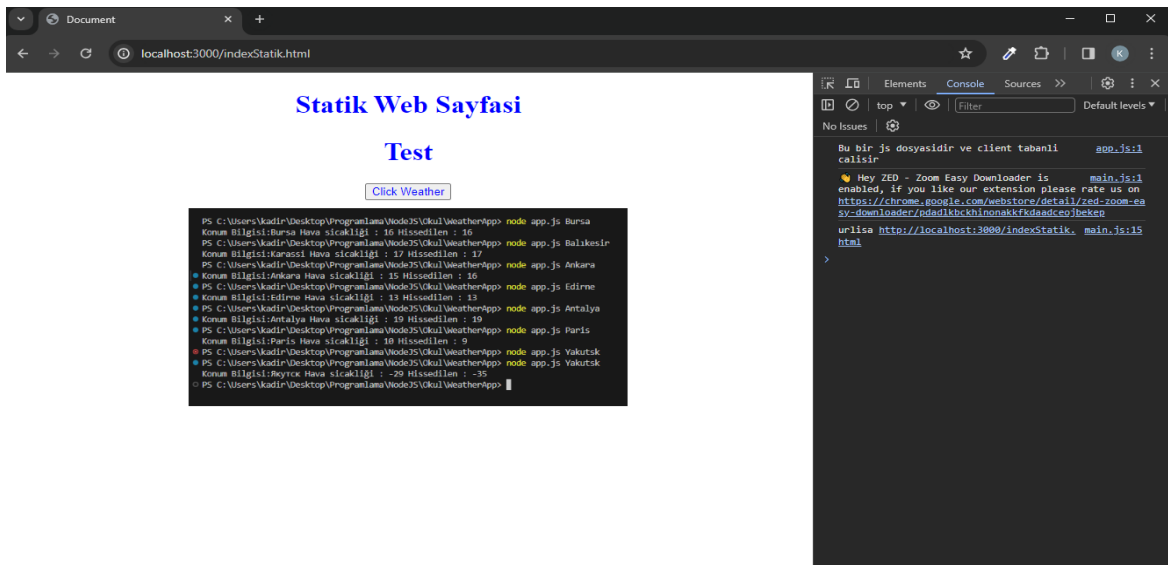 Document
localhost:3000/indexStatik.html
K
Statik Web Sayfasi
Test
Click Weather
PS C:\Users\kadir\Desktop\Programlama\NodeJS\Okul\WeatherApp> node app.js Bursa
Konum Bilgisi:Bursa Hava sicakliği : 16 Hissedilen : 16
PS C:\Users\kadir\Desktop\Programlama\NodeJS\Okul\WeatherApp> node app.js Balıkesir
Konum Bilgisi:Karassi Hava sicakliği : 17 Hissedilen : 17
PS C:\Users\kadir\Desktop\Programlama\NodeJS\Okul\WeatherApp> node app.js Ankara
Konum Bilgisi:Ankara Hava sicakliği : 15 Hissedilen : 16
PS C:\Users\kadir\Desktop\Programlama\NodeJS\Okul\WeatherApp> node app.js Edirne
Konum Bilgisi:Edirne Hava sicakliği : 13 Hissedilen : 13
PS C:\Users\kadir\Desktop\Programlama\NodeJS\Okul\WeatherApp> node app.js Antalya
Konum Bilgisi:Antalya Hava sicakliği : 19 Hissedilen : 19
PS C:\Users\kadir\Desktop\Programlama\NodeJS\Okul\WeatherApp> node app.js Paris
Konum Bilgisi:Paris Hava sicakliği : 10 Hissedilen : 9
PS C:\Users\kadir\Desktop\Programlama\NodeJS\Okul\WeatherApp> node app.js Yakutsk
PS C:\Users\kadir\Desktop\Programlama\NodeJS\Okul\WeatherApp> node app.js Yakutsk
Konum Bilgisi:Якутск Hava sicakliği : -29 Hissedilen : -35
PS C:\Users\kadir\Desktop\Programlama\NodeJS\Okul\WeatherApp>
Elements Console Sources
top Filter Default levels
No Issues
Bu bir js dosyasidir ve client tabanli app.js:1
calisir
Hey ZED - Zoom Easy Downloader is main.js:1
enabled, if you like our extension please rate us on
https://chrome.google.com/webstore/detail/zed-zoom-ea
sy-downloader/pdadlkbckhinonakkfkdaadceojbekep
urlisa http://localhost:3000/indexStatik. main.js:15
html